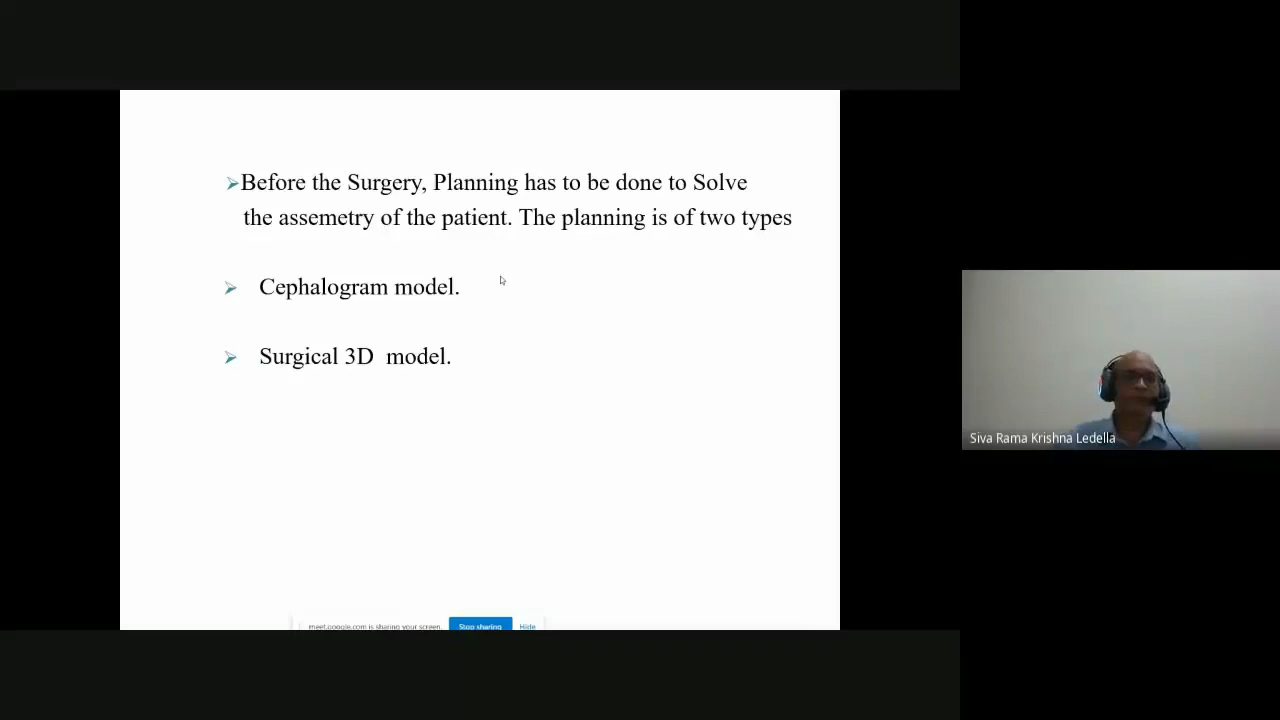 Before the Surgery, Planning has to be done to Solve
the assemetry of the patient. The planning is of two types
Cephalogram model.
Surgical 3D model.
Siva Rama Krishna Ledella
meet.google.com is sharing your screen.
Stop sharing
Hide